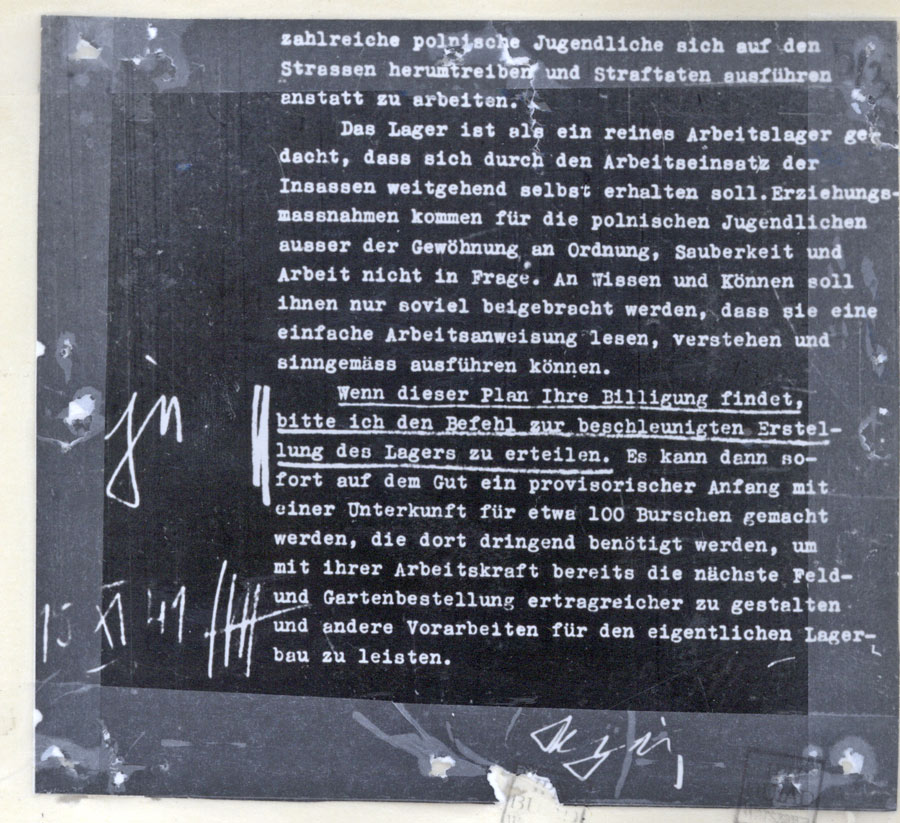 zahlreiche polnische Jugendliche sich auf den
Strassen herumtreiben und Straftaten ausführen
anstatt zu arbeiten.
Das Lager ist als ein reines Arbeitslager ge-
dacht, dass sich durch den Arbeitseinsatz der
Insassen weitgehend selbst erhalten soll.Erziehungs-
massnahmen kommen für die polnischen Jugendlichen
ausser der Gewöhnung an Ordnung, Sauberkeit und
Arbeit nicht in Frage. An Wissen und Können soll
ihnen nur soviel beigebracht werden, dass sie eine
einfache Arbeitsanweisung lesen, verstehen und
sinngemäss ausführen können.
Wenn dieser Plan Ihre Billigung findet,
bitte ich den Befehl zur beschleunigten Erstel-
lung des Lagers zu erteilen. Es kann dann so-
fort auf dem Gut ein provisorischer Anfang mit
einer Unterkunft für etwa 100 Burschen gemacht
werden, die dort dringend benötigt werden, um
mit ihrer Arbeitskraft bereits die nächste Feld-
und Gartenbestellung ertragreicher zu gestalten
und andere Vorarbeiten für den eigentlichen Lager-
bau zu leisten.
15 XI 41